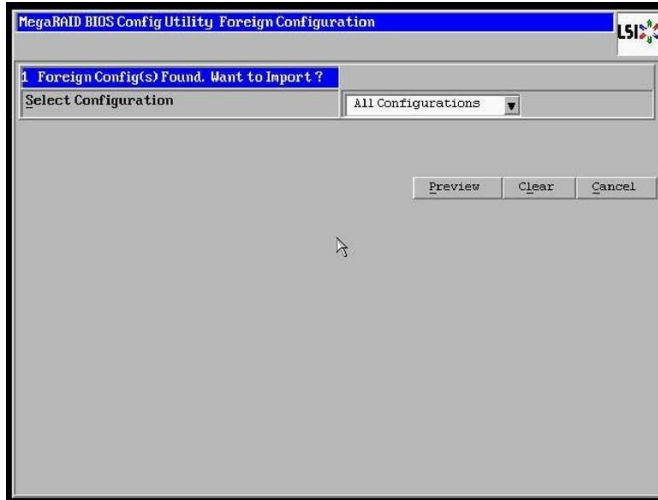 MegaRAID BIOS Config Utility Foreign Configuration
LSI
1 Foreign Config(s) Found. Want to Import ?
Select Configuration
All Configurations
Preview Clear Cancel